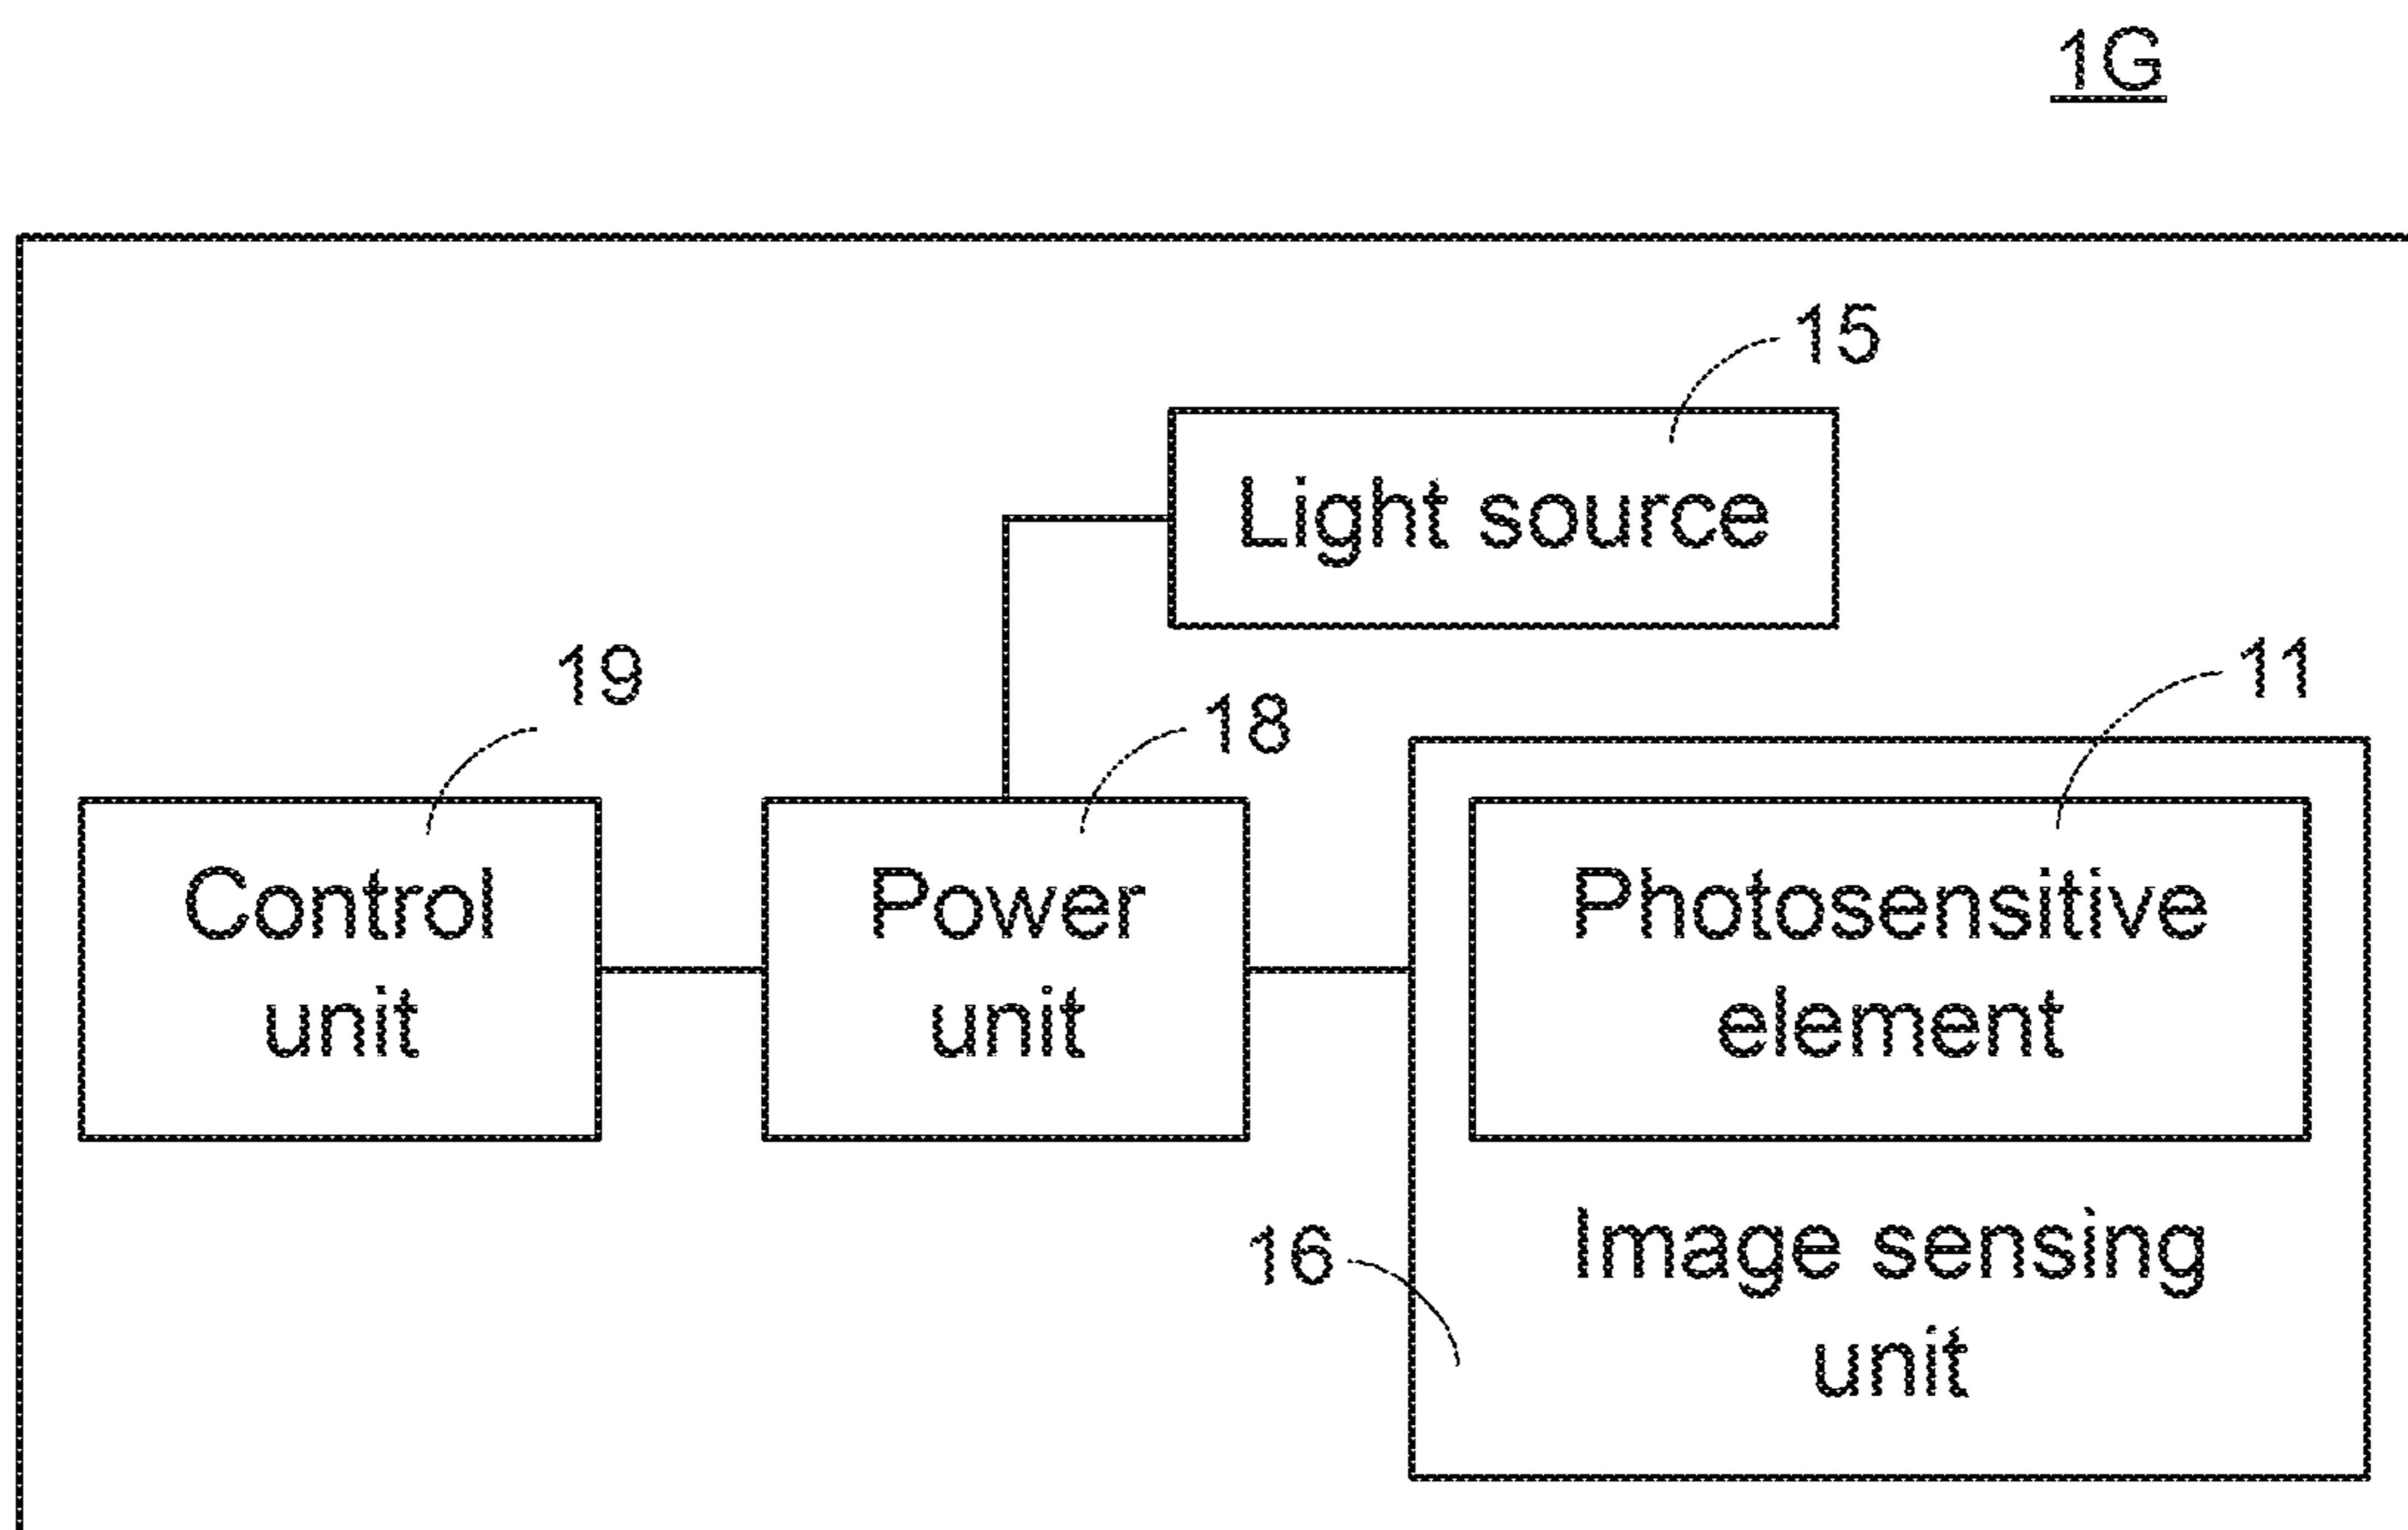 1G
15
Light source
19
18
11
Control
unit
Power
unit
Photosensitive
element
16
Image sensing
unit